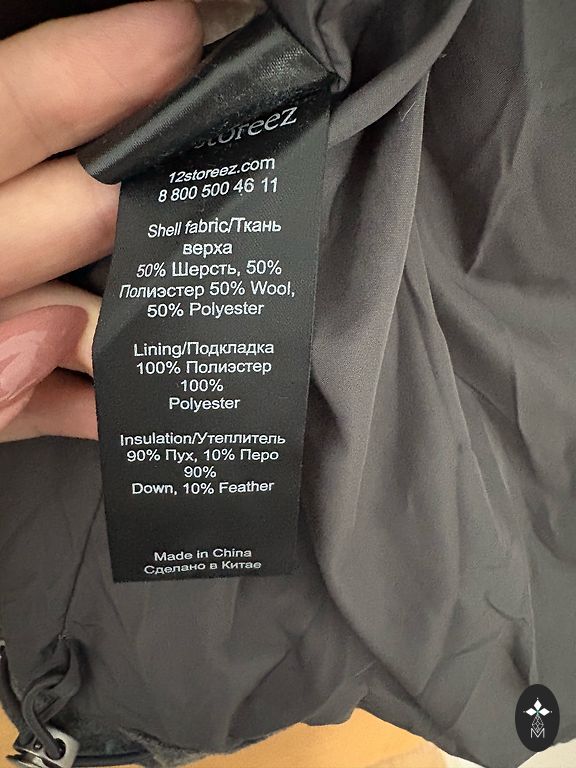 12storeez
12storeez.com
8 800 500 46 11
Shell fabric/Ткань
верха
50% Шерсть, 50%
Полиэстер 50% Wool,
50% Polyester
Lining/Подкладка
100% Полиэстер
100%
Polyester
Insulation/Утеплитель
90% Пух, 10% Перо
90%
Down, 10% Feather
Made in China
Сделано в Китае
M